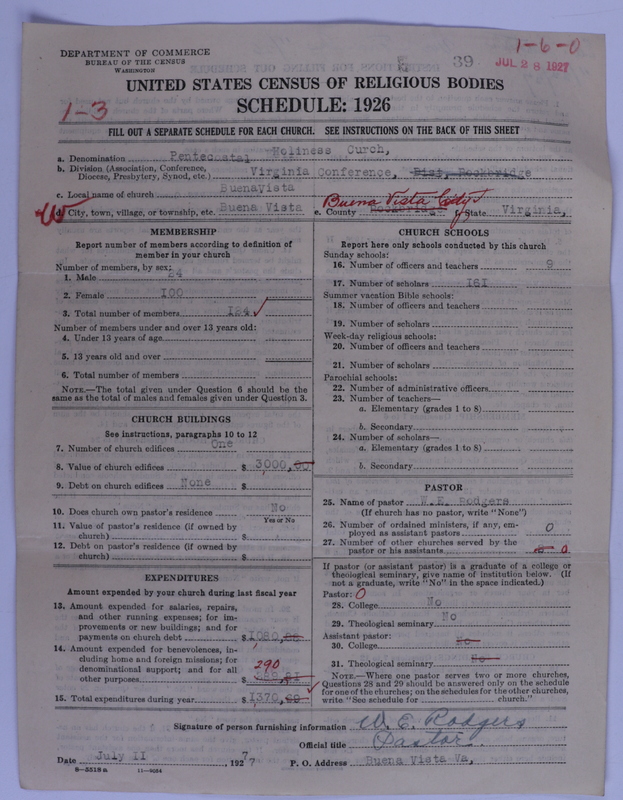 DEPARTMENT OF COMMERCE
BUREAU OF THE CENSUS
WASHINGTON
39
1-6-0
JUL 28 1927
UNITED STATES CENSUS OF RELIGIOUS BODIES
1-3
SCHEDULE: 1926
FILL OUT A SEPARATE SCHEDULE FOR EACH CHURCH. SEE INSTRUCTIONS ON THE BACK OF THIS SHEET
a. Denomination Pentecostal Holiness Curch,
b. Division (Association, Conference, Diocese, Presbytery, Synod, etc.) Virginia Conference, Dist, Rockbridge
c. Local name of church Buenavista
Buena Vista City
W d. City, town, village, or township, etc. Buena Vista e. County Rockbridge f. State Virginia,
MEMBERSHIP
Report number of members according to definition of
member in your church
Number of members, by sex:
1. Male 24
2. Female 100
3. Total number of members 124 ✓
Number of members under and over 13 years old:
4. Under 13 years of age
5. 13 years old and over
6. Total number of members
NOTE.—The total given under Question 6 should be the
same as the total of males and females given under Question 3.
CHURCH BUILDINGS
See instructions, paragraphs 10 to 12
7. Number of church edifices One
8. Value of church edifices $ 3000,00
9. Debt on church edifices None $
10. Does church own pastor's residence No
Yes or No
11. Value of pastor's residence (if owned by
church) $
12. Debt on pastor's residence (if owned by
church) $
EXPENDITURES
Amount expended by your church during last fiscal year
13. Amount expended for salaries, repairs,
and other running expenses; for im-
provements or new buildings; and for
payments on church debt $ 1080,
14. Amount expended for benevolences, in-
cluding home and foreign missions; for
denominational support; and for all 290
other purposes $
15. Total expenditures during year $ 1370, ✓
CHURCH SCHOOLS
Report here only schools conducted by this church
Sunday schools:
16. Number of officers and teachers 9
17. Number of scholars 161
Summer vacation Bible schools:
18. Number of officers and teachers
19. Number of scholars
Week-day religious schools:
20. Number of officers and teachers
21. Number of scholars
Parochial schools:
22. Number of administrative officers
23. Number of teachers—
a. Elementary (grades 1 to 8)
b. Secondary
24. Number of scholars—
a. Elementary (grades 1 to 8)
b. Secondary
PASTOR
25. Name of pastor W.E. Rodgers
(If church has no pastor, write "None")
26. Number of ordained ministers, if any, em-
ployed as assistant pastors 0
27. Number of other churches served by the
pastor or his assistants 0
If pastor (or assistant pastor) is a graduate of a college or
theological seminary, give name of institution below. (If
not a graduate, write "No" in the space indicated.)
Pastor: 0
28. College No
29. Theological seminary No
Assistant pastor:
30. College No
31. Theological seminary No
NOTE.—Where one pastor serves two or more churches,
Questions 28 and 29 should be answered only on the schedule
for one of the churches; on the schedules for the other churches,
write "See schedule for church."
Signature of person furnishing information W. E. Rodgers
Official title Pastor
Date July 11, 1927 7 P. O. Address Buena Vista Va,
8-5518a 11-9084